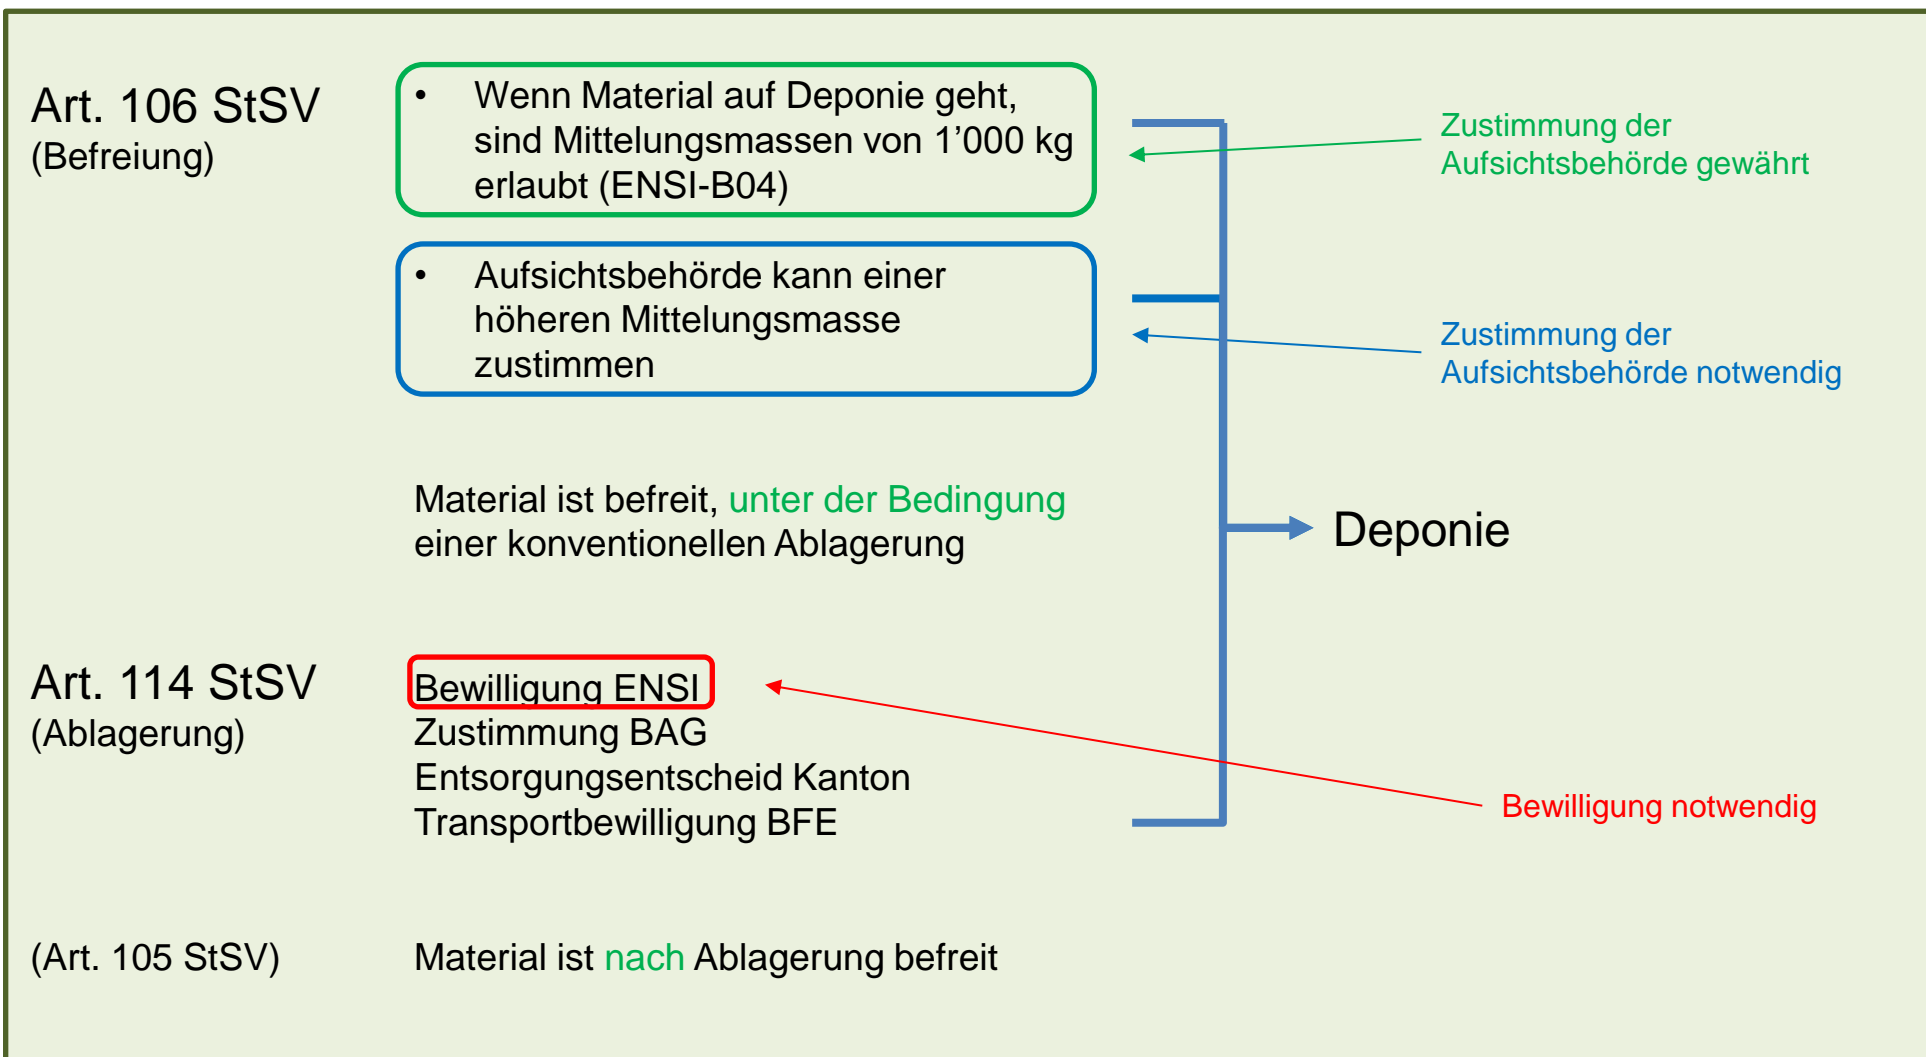 Art. 106 StSV
(Befreiung)
• Wenn Material auf Deponie geht,
sind Mittelungsmassen von 1’000 kg
erlaubt (ENSI-B04)
Zustimmung der
Aufsichtsbehörde gewährt
• Aufsichtsbehörde kann einer
höheren Mittelungsmasse
zustimmen
Zustimmung der
Aufsichtsbehörde notwendig
Material ist befreit, unter der Bedingung
einer konventionellen Ablagerung
Deponie
Art. 114 StSV
(Ablagerung)
Bewilligung ENSI
Zustimmung BAG
Entsorgungsentscheid Kanton
Transportbewilligung BFE
Bewilligung notwendig
(Art. 105 StSV)
Material ist nach Ablagerung befreit